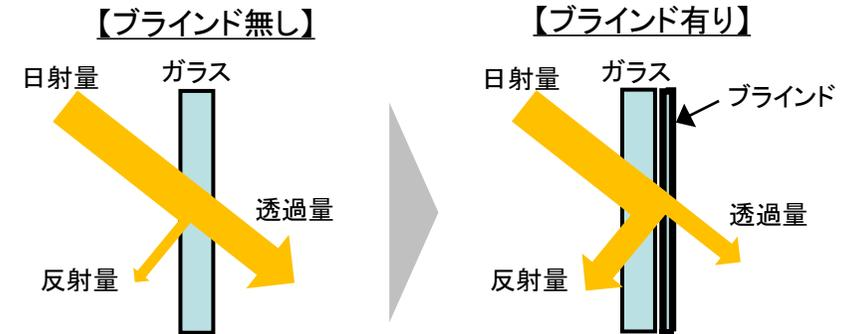 【ブラインド無し】
日射量
ガラス
透過量
反射量
【ブラインド有り】
日射量
ガラス
ブラインド
透過量
反射量